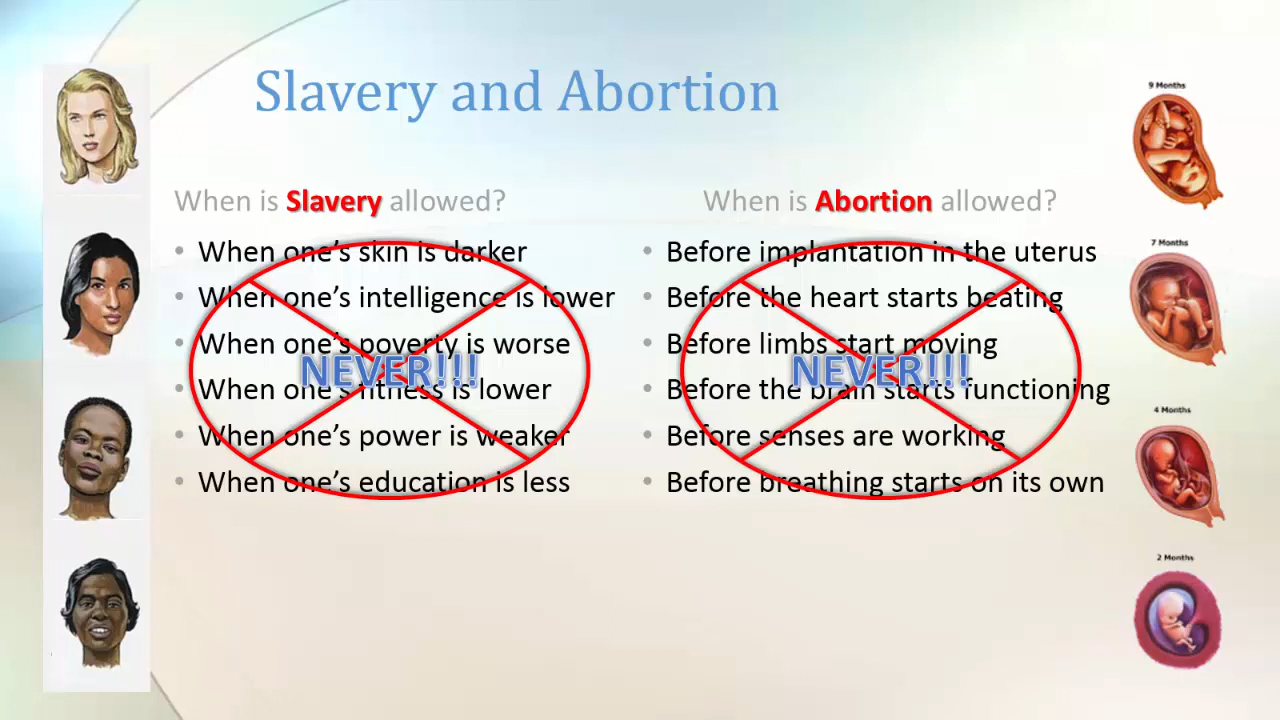 Slavery and Abortion
When is Slavery allowed?
• When one's skin is darker
• When one's intelligence is lower
• When one's poverty is worse
• When one's fitness is lower
• When one's power is weaker
• When one's education is less
NEVER!!!
When is Abortion allowed?
• Before implantation in the uterus
• Before the heart starts beating
• Before limbs start moving
• Before the brain starts functioning
• Before senses are working
• Before breathing starts on its own
NEVER!!!
9 Months
7 Months
4 Months
2 Months